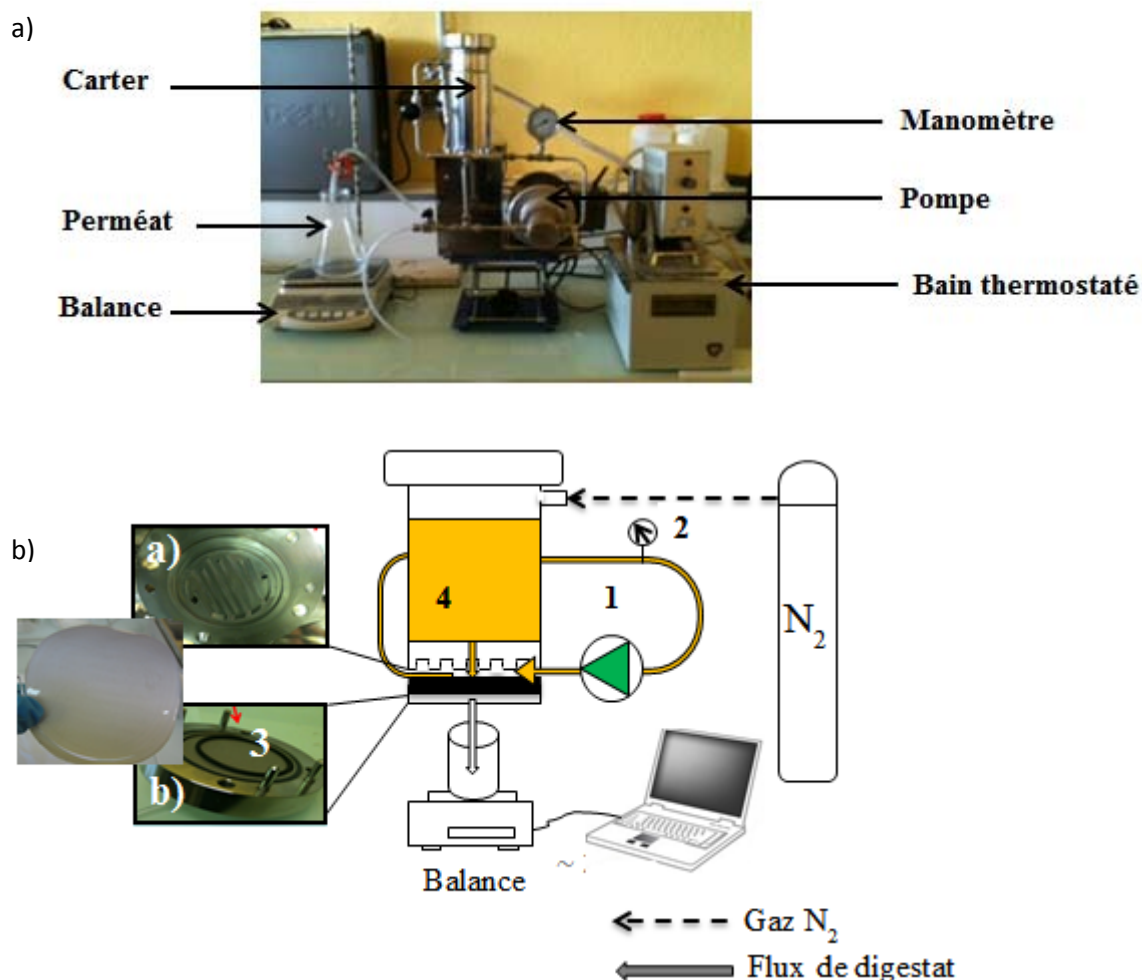 a)
Carter
Manomètre
Perméat
Pompe
Balance
Bain thermostaté
b)
a)
2
4
1
N2
3
b)
Balance
~
Gaz N2
Flux de digestat